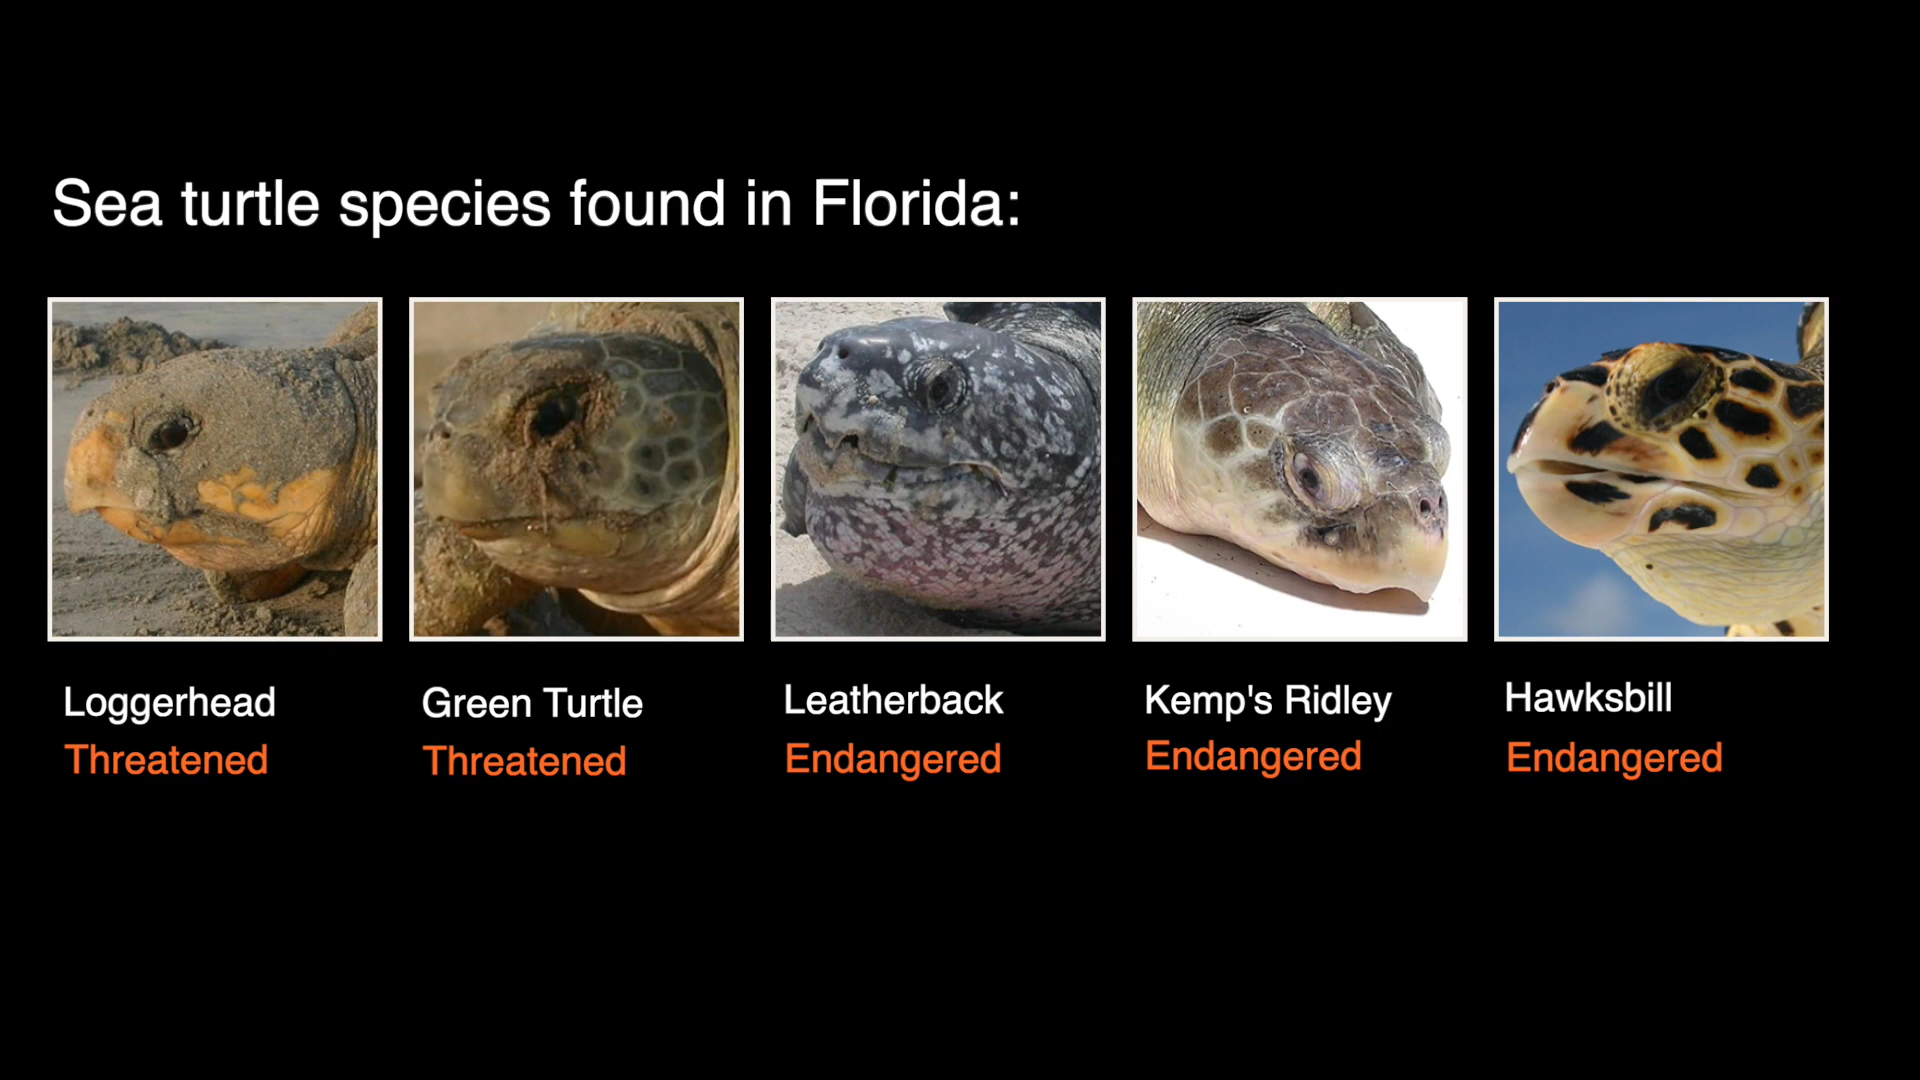 Sea turtle species found in Florida:
Loggerhead
Threatened
Green Turtle
Threatened
Leatherback
Endangered
Kemp's Ridley
Endangered
Hawksbill
Endangered